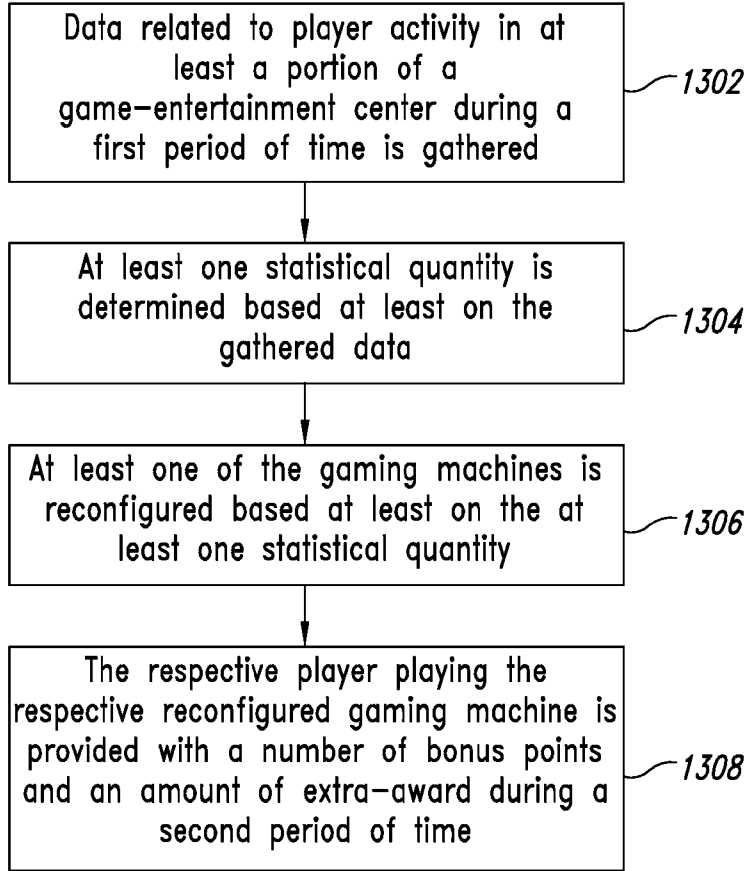 Data related to player activity in at
least a portion of a
game-entertainment center during a
first period of time is gathered
1302
At least one statistical quantity is
determined based at least on the
gathered data
1304
At least one of the gaming machines is
reconfigured based at least on the at
least one statistical quantity
1306
The respective player playing the
respective reconfigured gaming machine is
provided with a number of bonus points
and an amount of extra-award during a
second period of time
1308